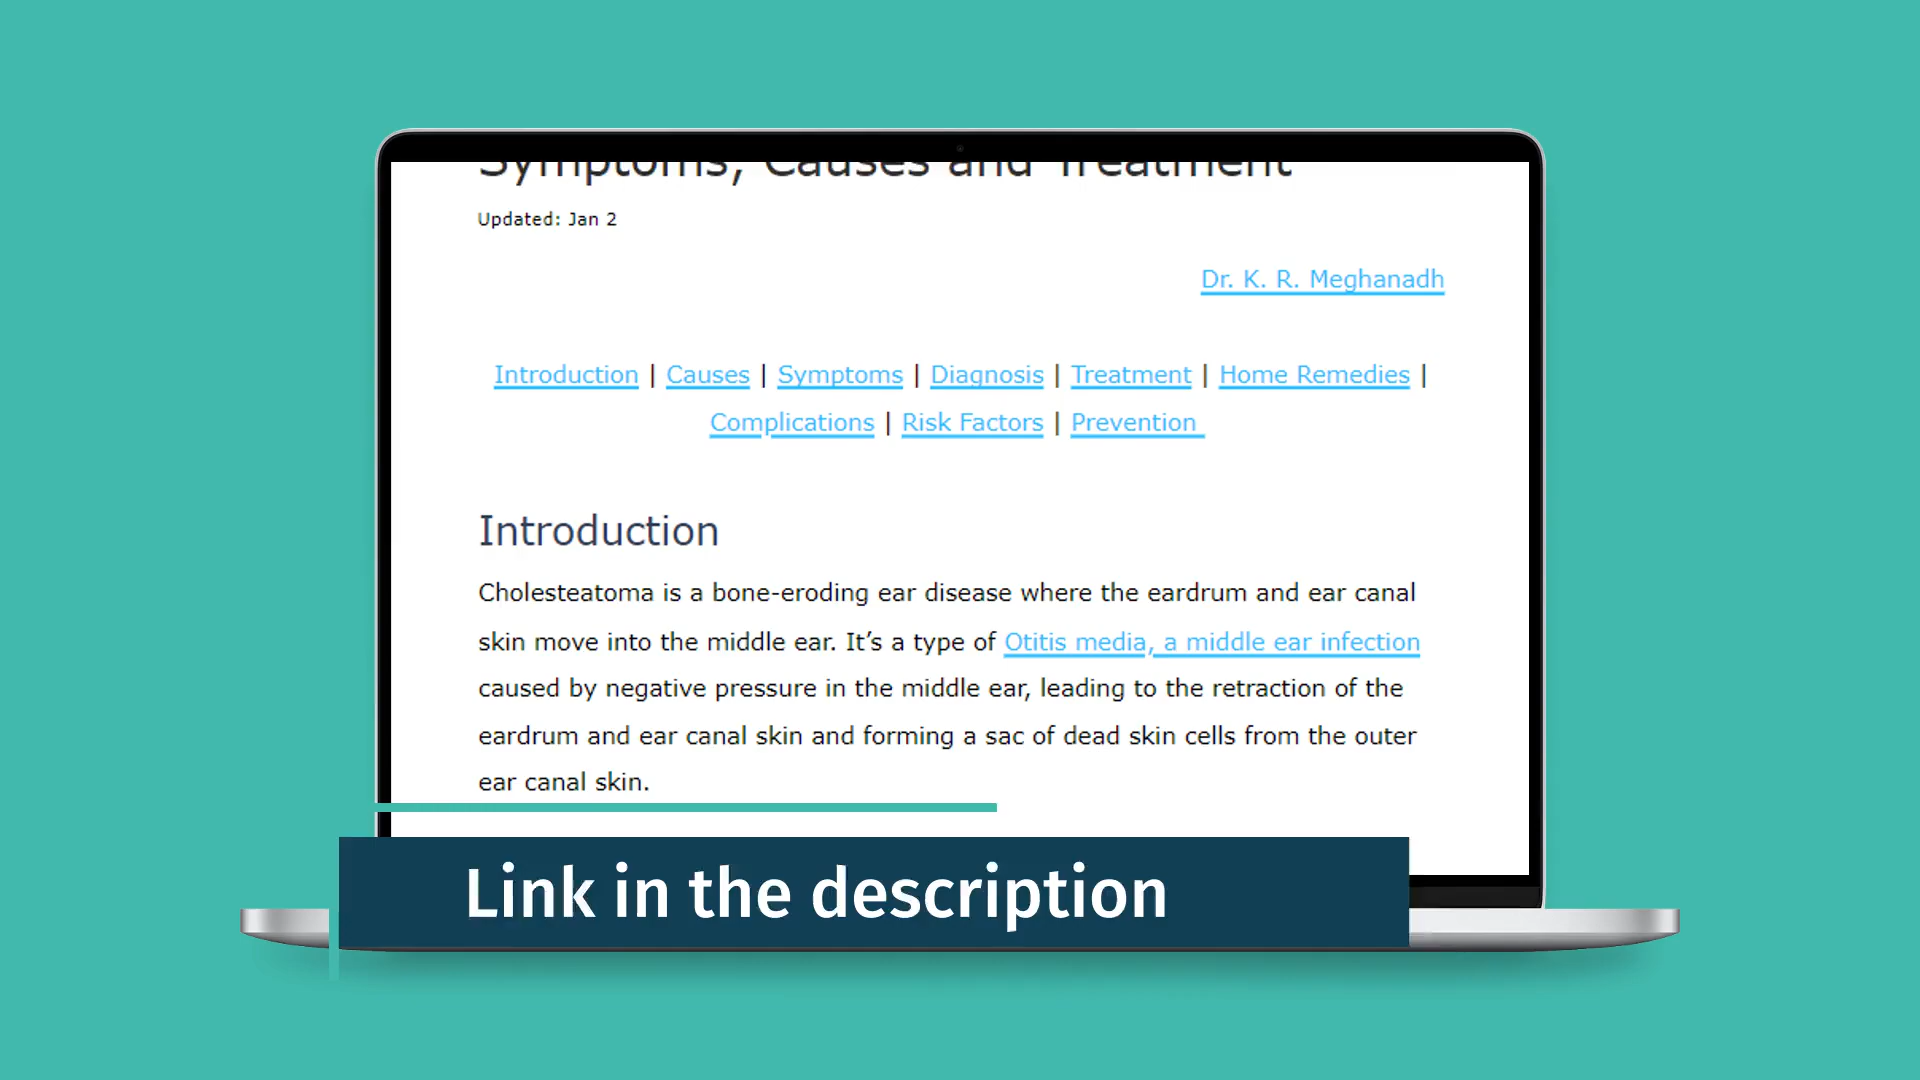 Symptoms, Causes and Treatment
Updated: Jan 2
Dr. K. R. Meghanadh
Introduction | Causes | Symptoms | Diagnosis | Treatment | Home Remedies |
Complications | Risk Factors | Prevention
Introduction
Cholesteatoma is a bone-eroding ear disease where the eardrum and ear canal
skin move into the middle ear. It’s a type of Otitis media, a middle ear infection
caused by negative pressure in the middle ear, leading to the retraction of the
eardrum and ear canal skin and forming a sac of dead skin cells from the outer
ear canal skin.
Link in the description